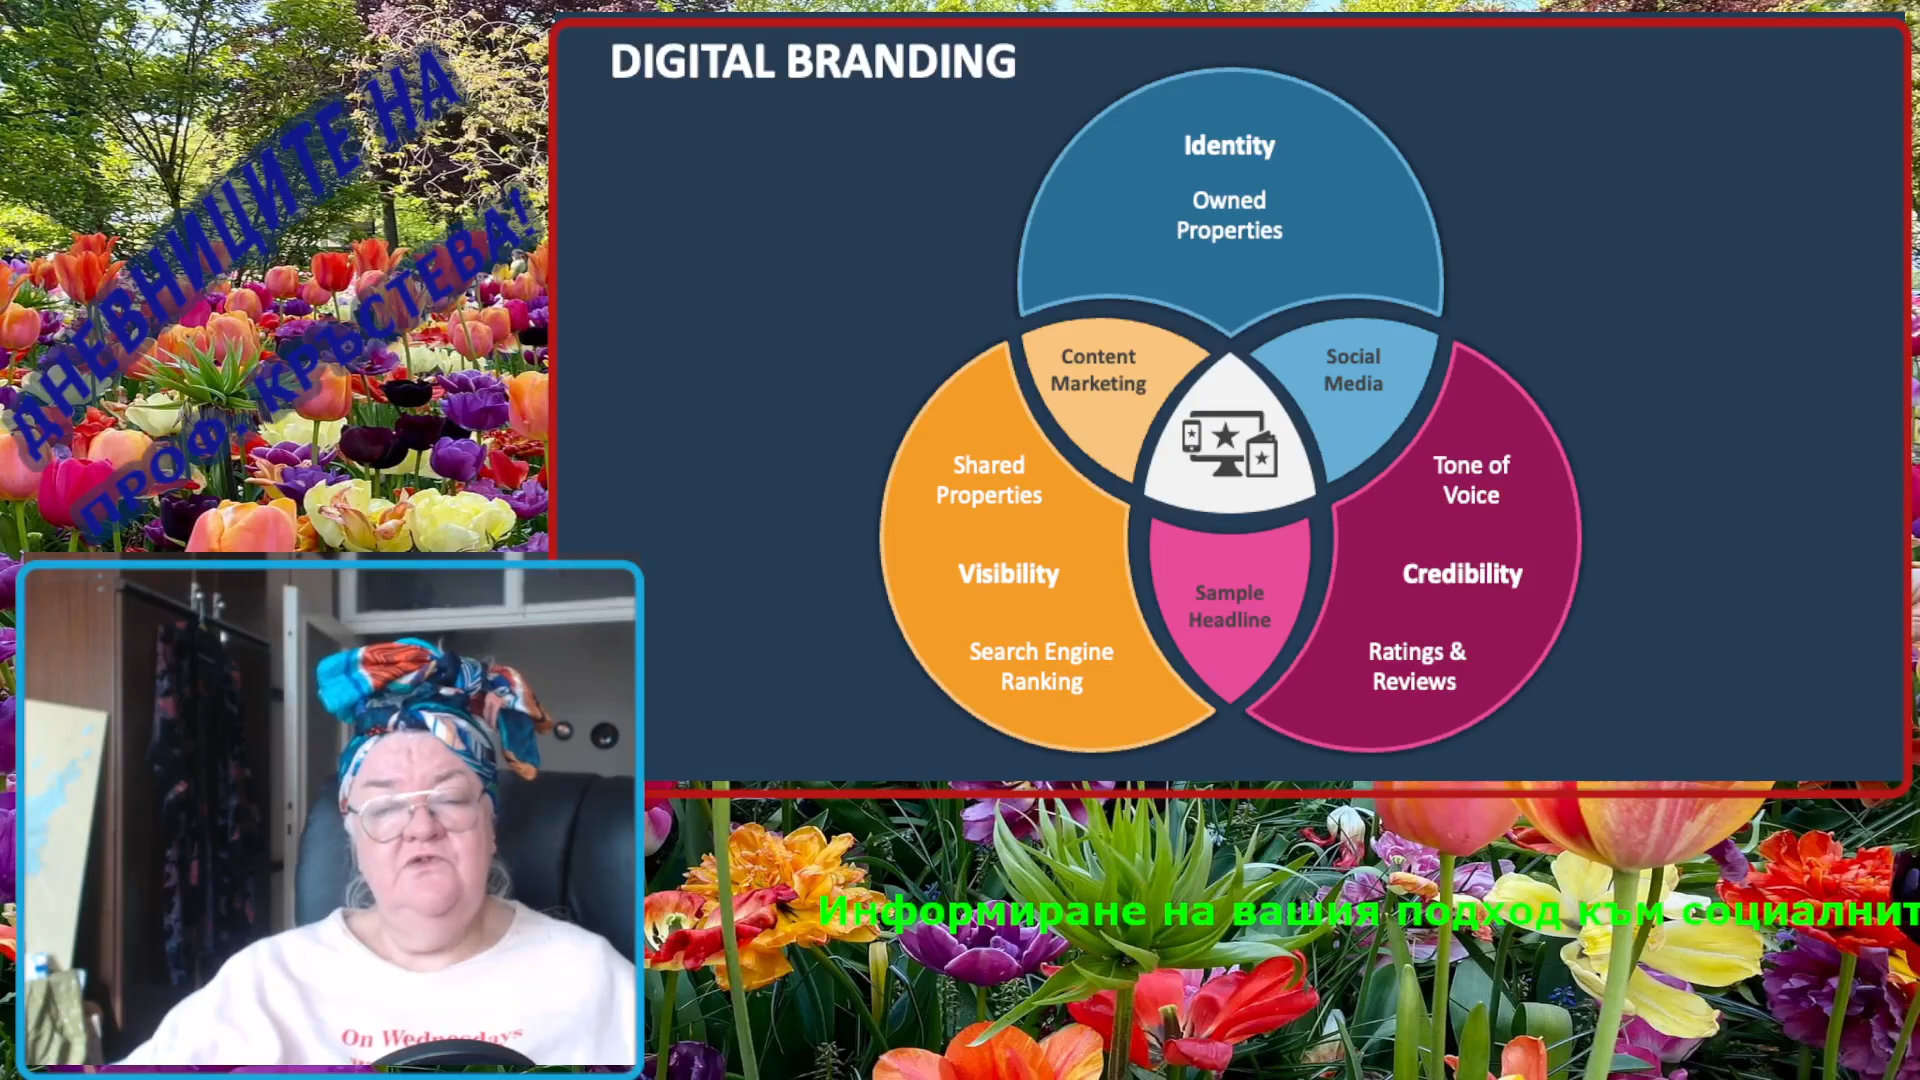 ДНЕВНИЦИТЕ НА
ПРОФ. КРЪСТЕВА!
DIGITAL BRANDING
Identity
Owned
Properties
Content
Marketing
Social
Media
Shared
Properties
Visibility
Search Engine
Ranking
Tone of
Voice
Credibility
Ratings &
Reviews
Sample
Headline
Информиране на вашия подход към социалнит
On Wednesdays